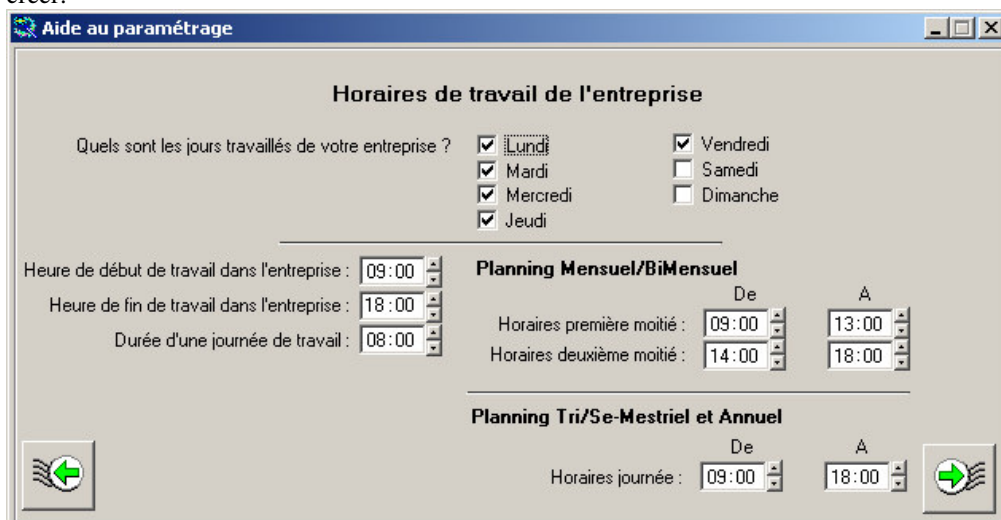 créer.
Aide au paramétrage
Horaires de travail de l'entreprise
Quels sont les jours travaillés de votre entreprise ?
Lundi
Vendredi
Mardi
Samedi
Mercredi
Dimanche
Jeudi
Heure de début de travail dans l'entreprise : 09:00
Heure de fin de travail dans l'entreprise : 18:00
Durée d'une journée de travail : 08:00
Planning Mensuel/BiMensuel
De A
Horaires première moitié : 09:00 13:00
Horaires deuxième moitié : 14:00 18:00
Planning Tri/Se-Mestriel et Annuel
De A
Horaires journée : 09:00 18:00